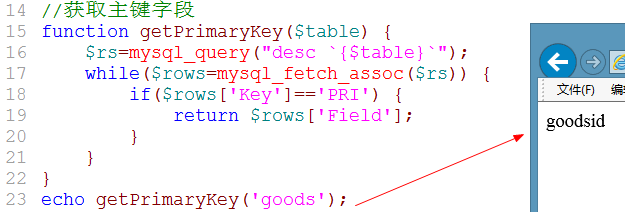 14 //获取主键字段
15 function getPrimaryKey($table) {
16     $rs=mysql_query("desc `{$table}`");
17     while($rows=mysql_fetch_assoc($rs)) {
18         if($rows['Key']=='PRI') {
19             return $rows['Field'];
20         }
21     }
22 }
23 echo getPrimaryKey('goods');
文件(F)
goodsid